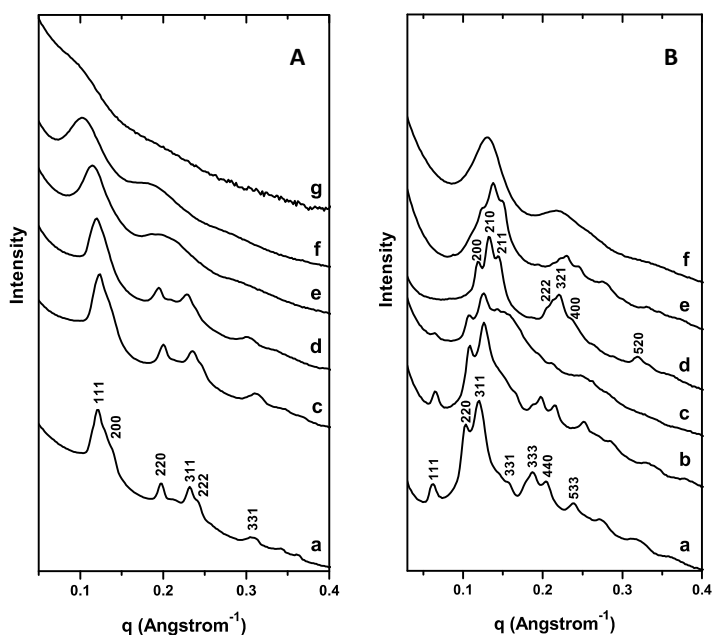 A
g
f
e
d
c
111
200
220
311
222
331
a
0.1
0.2
0.3
0.4
q (Angstrom⁻¹)
Intensity
B
f
200
210
211
e
222
321
400
520
d
c
b
111
220
311
331
333
440
533
a
0.1
0.2
0.3
0.4
q (Angstrom⁻¹)
Intensity